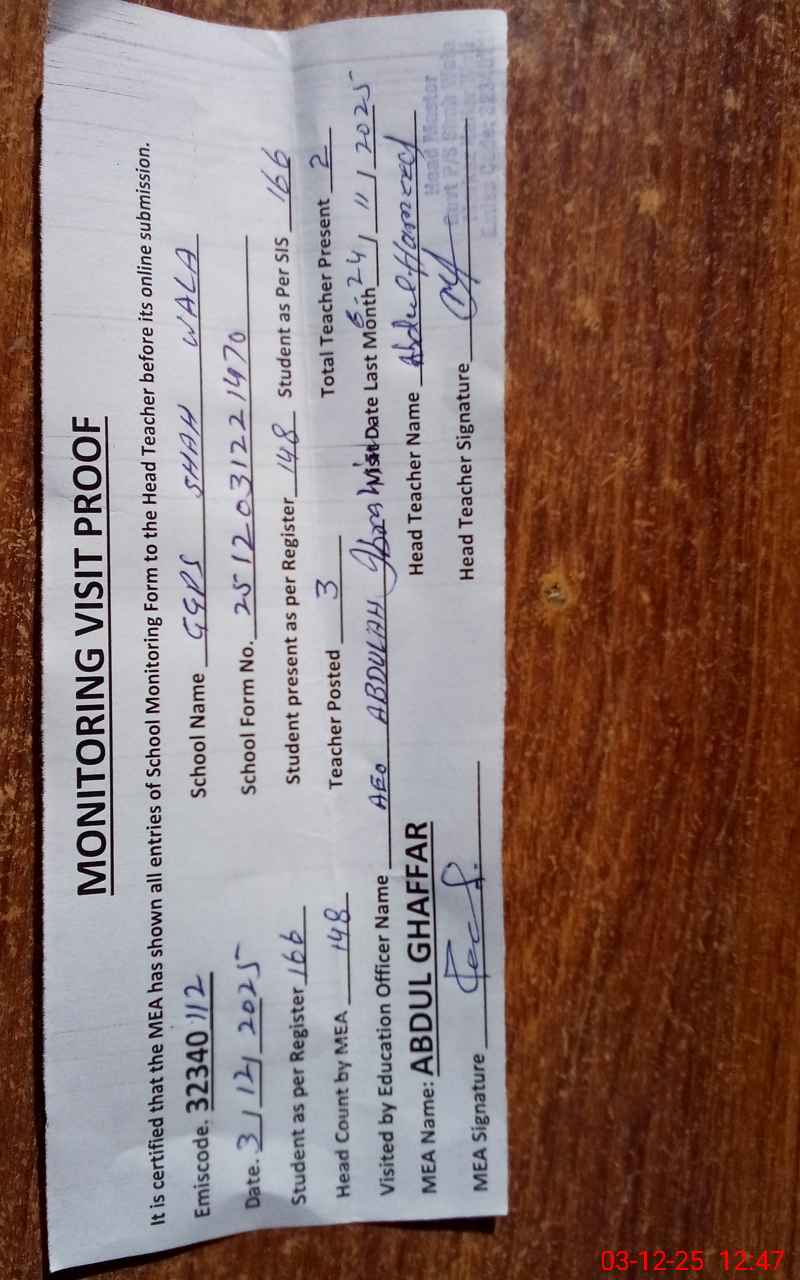 MONITORING VISIT PROOF
It is certified that the MEA has shown all entries of School Monitoring Form to the Head Teacher before its online submission.
Emiscode. 32340112 School Name GGPS SHAH WALA
Date. 3/12/2025 School Form No. 2512031221470
Student as per Register 166 Student present as per Register 148 Student as Per SIS 166
Head Count by MEA 148 Teacher Posted 3 Total Teacher Present 2
Visited by Education Officer Name AEO ABDULAH Date Last Month 24/11/2025
MEA Name: ABDUL GHAFFAR Head Teacher Name Abdul Hameed
MEA Signature Head Teacher Signature
Head Master
03-12-25 12:47